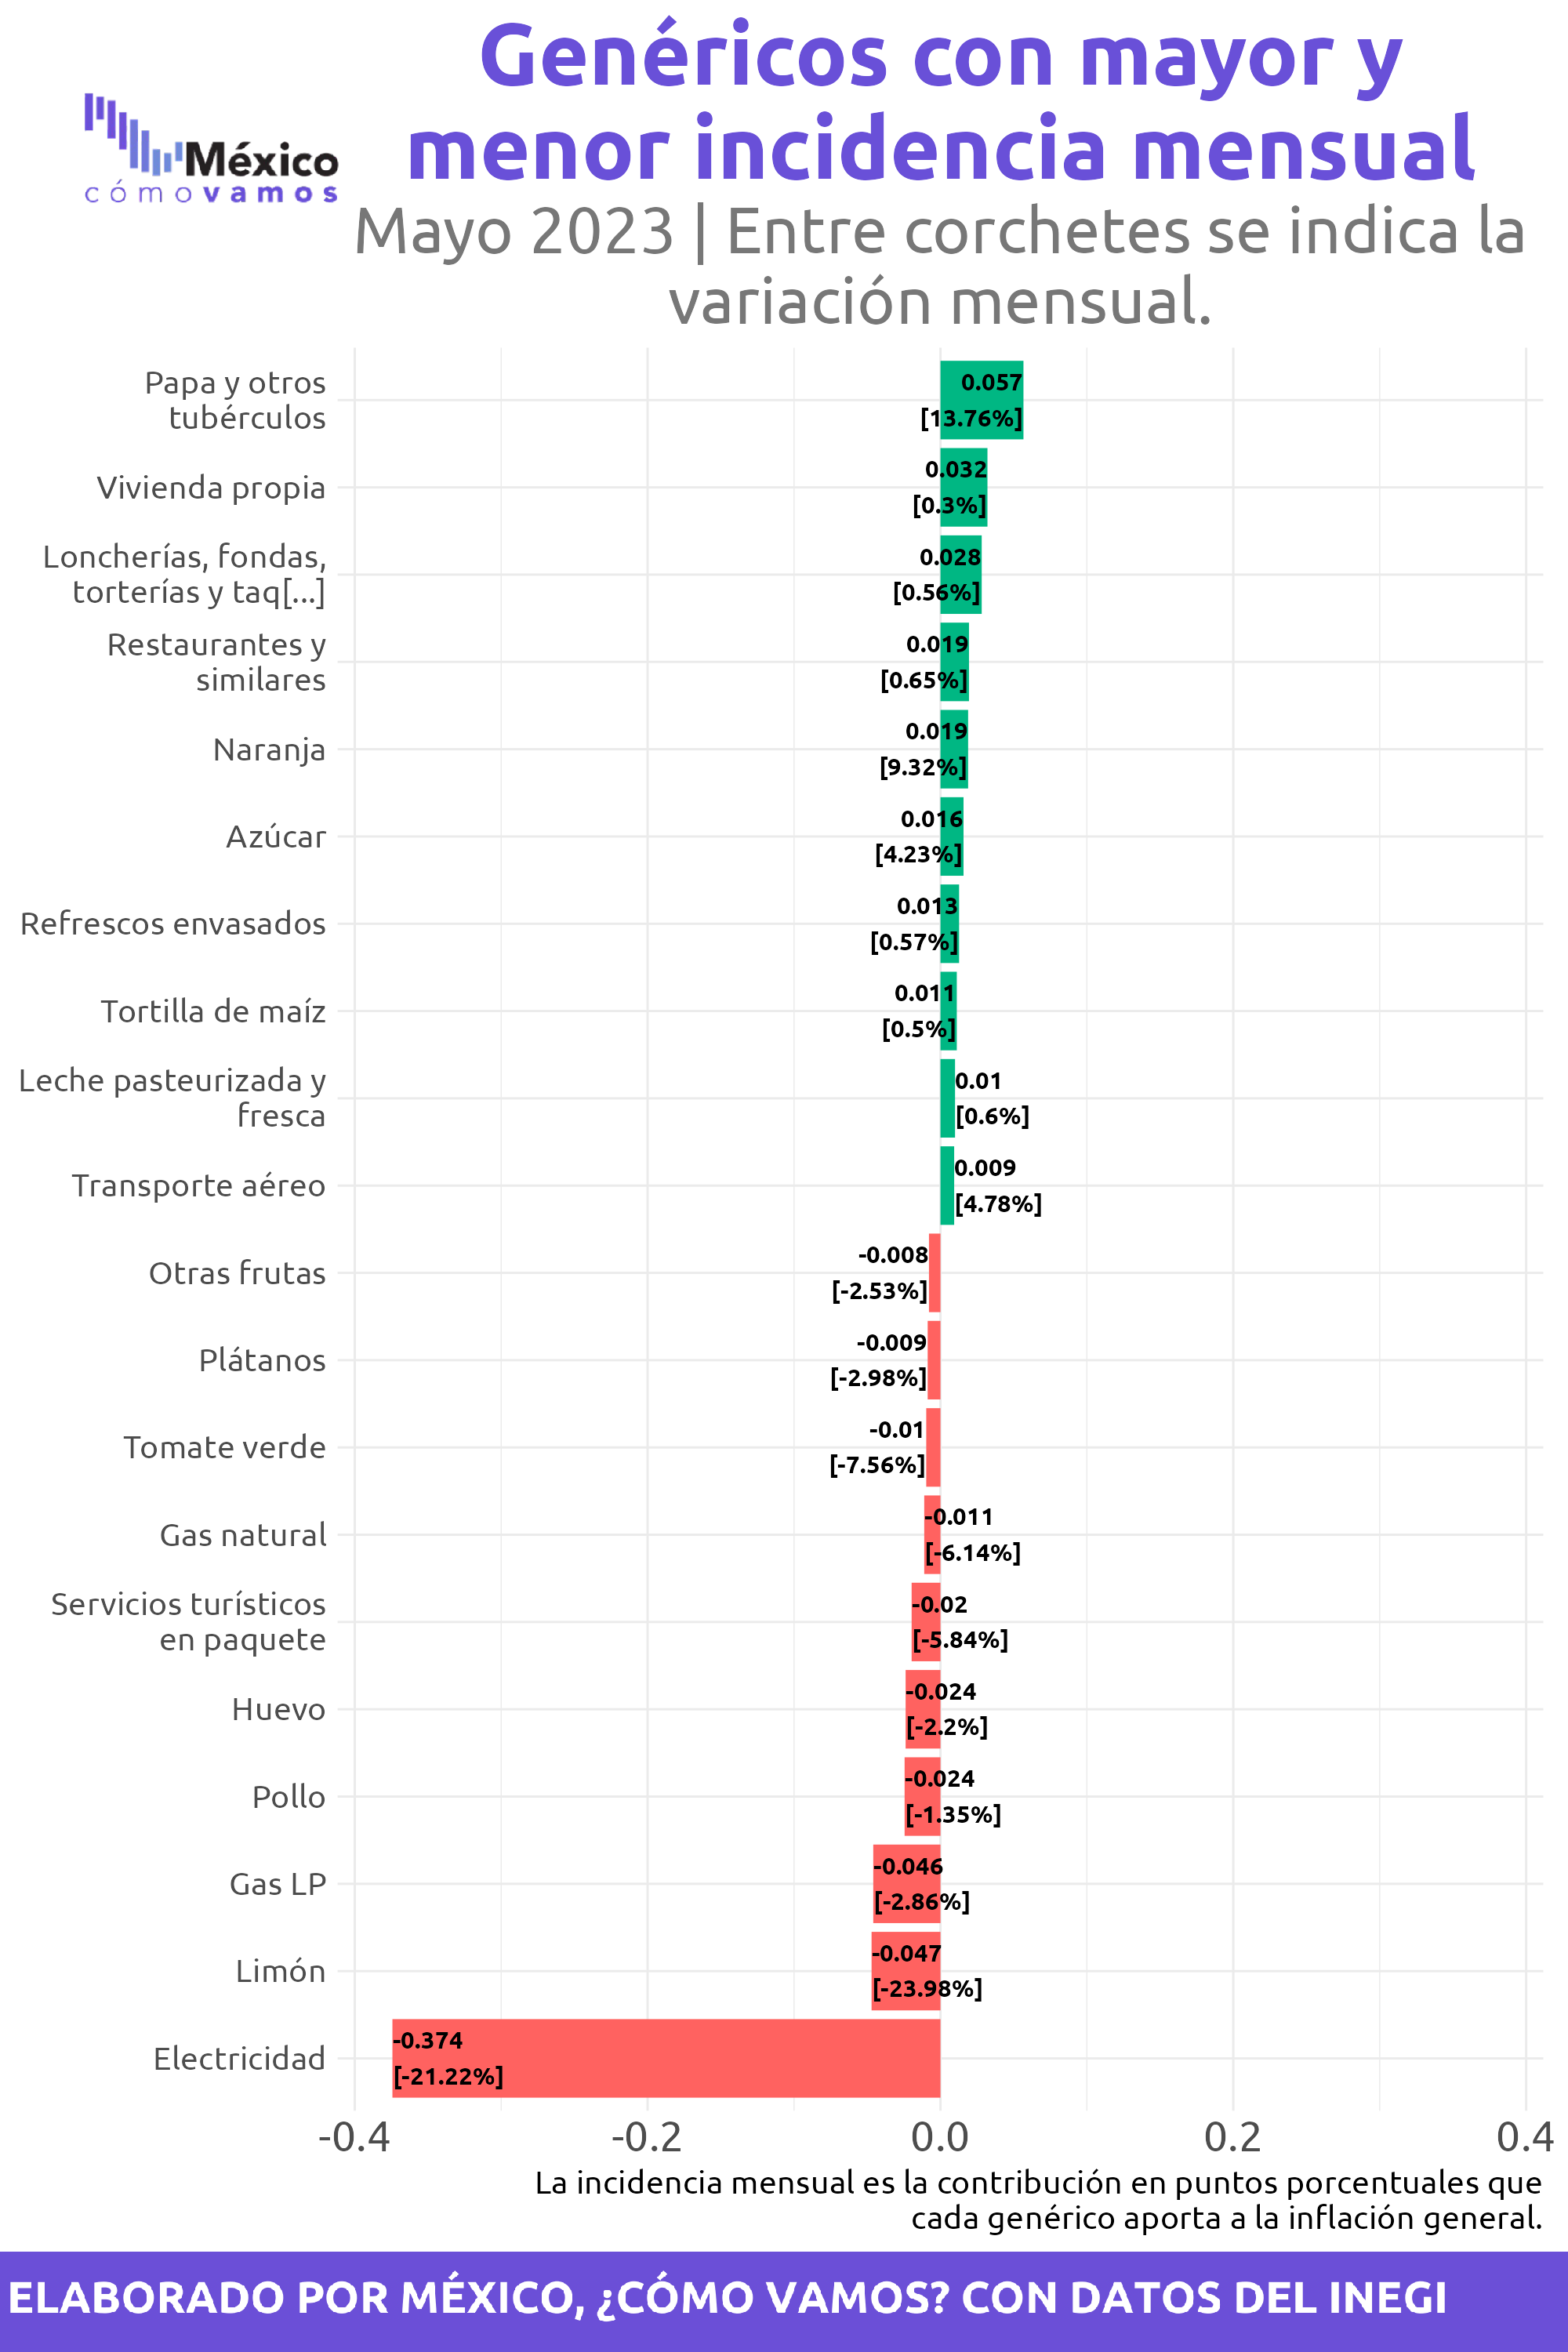 Genéricos con mayor y
menor incidencia mensual
México
cómovamos
Mayo 2023 | Entre corchetes se indica la
variación mensual.
Papa y otros
tubérculos
0.057
[13.76%]
Vivienda propia
0.032
[0.3%]
Loncherías, fondas,
torterías y taq[...]
0.028
[0.56%]
Restaurantes y
similares
0.019
[0.65%]
Naranja
0.019
[9.32%]
Azúcar
0.016
[4.23%]
Refrescos envasados
0.013
[0.57%]
Tortilla de maíz
0.011
[0.5%]
Leche pasteurizada y
fresca
0.01
[0.6%]
Transporte aéreo
0.009
[4.78%]
Otras frutas
-0.008
[-2.53%]
Plátanos
-0.009
[-2.98%]
Tomate verde
-0.01
[-7.56%]
Gas natural
-0.011
[-6.14%]
Servicios turísticos
en paquete
-0.02
[-5.84%]
Huevo
-0.024
[-2.2%]
Pollo
-0.024
[-1.35%]
Gas LP
-0.046
[-2.86%]
Limón
-0.047
[-23.98%]
Electricidad
-0.374
[-21.22%]
-0.4 -0.2 0.0 0.2 0.4
La incidencia mensual es la contribución en puntos porcentuales que
cada genérico aporta a la inflación general.
ELABORADO POR MÉXICO, ¿CÓMO VAMOS? CON DATOS DEL INEGI